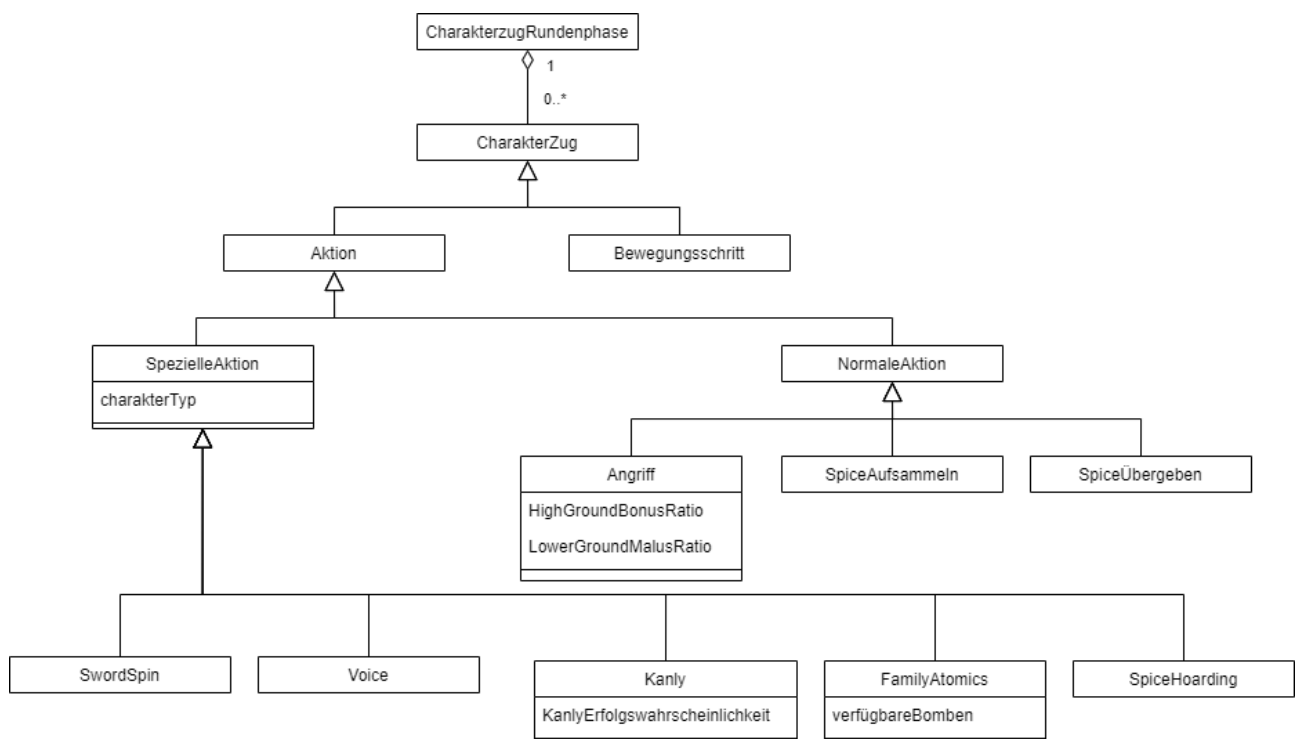 CharakterzugRundenphase
1
0..*
CharakterZug
Aktion
Bewegungsschritt
SpezielleAktion
charakterTyp
NormaleAktion
Angriff
HighGroundBonusRatio
LowerGroundMalusRatio
SpiceAufsammeln
SpiceÜbergeben
SwordSpin
Voice
Kanly
KanlyErfolgswahrscheinlichkeit
FamilyAtomics
verfügbareBomben
SpiceHoarding